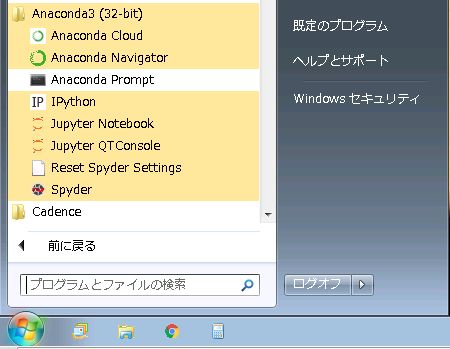 Anaconda3 (32-bit)
Anaconda Cloud
Anaconda Navigator
Anaconda Prompt
IP IPython
Jupyter Notebook
Jupyter QTConsole
Reset Spyder Settings
Spyder
Cadence
前に戻る
プログラムとファイルの検索
既定のプログラム
ヘルプとサポート
Windows セキュリティ
ログオフ